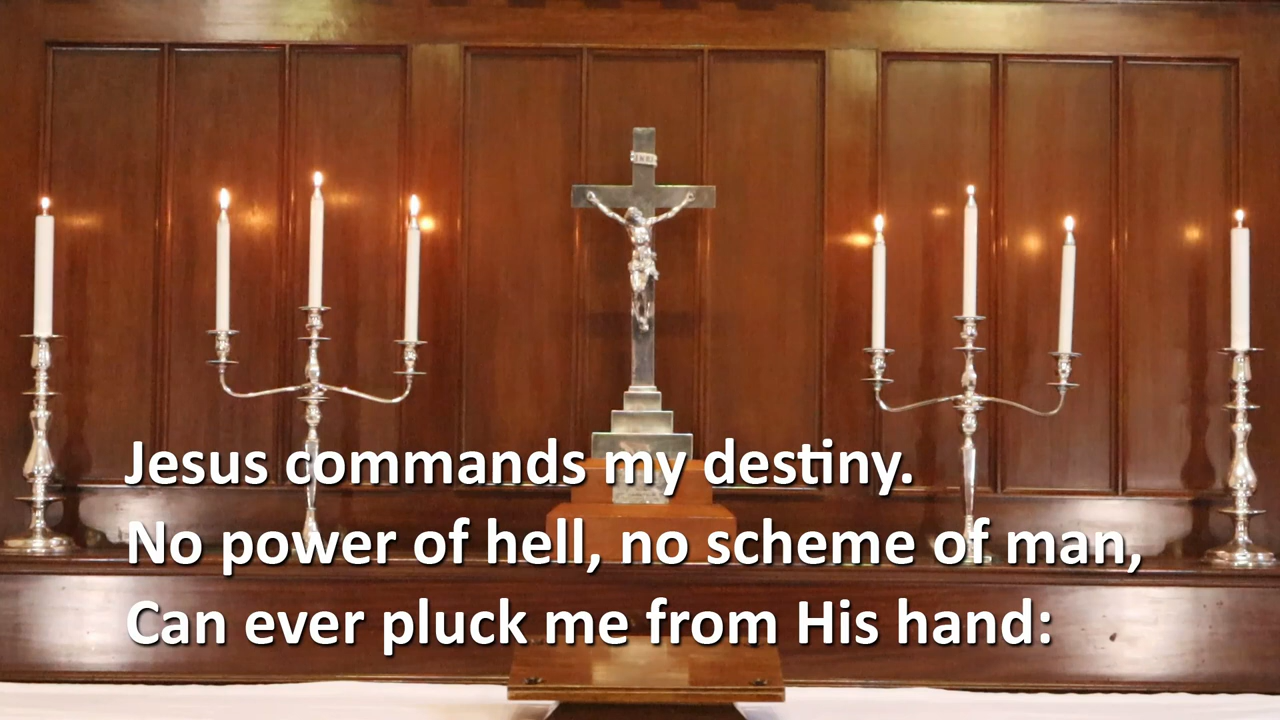 INRI
Jesus commands my destiny.
No power of hell, no scheme of man,
Can ever pluck me from His hand: